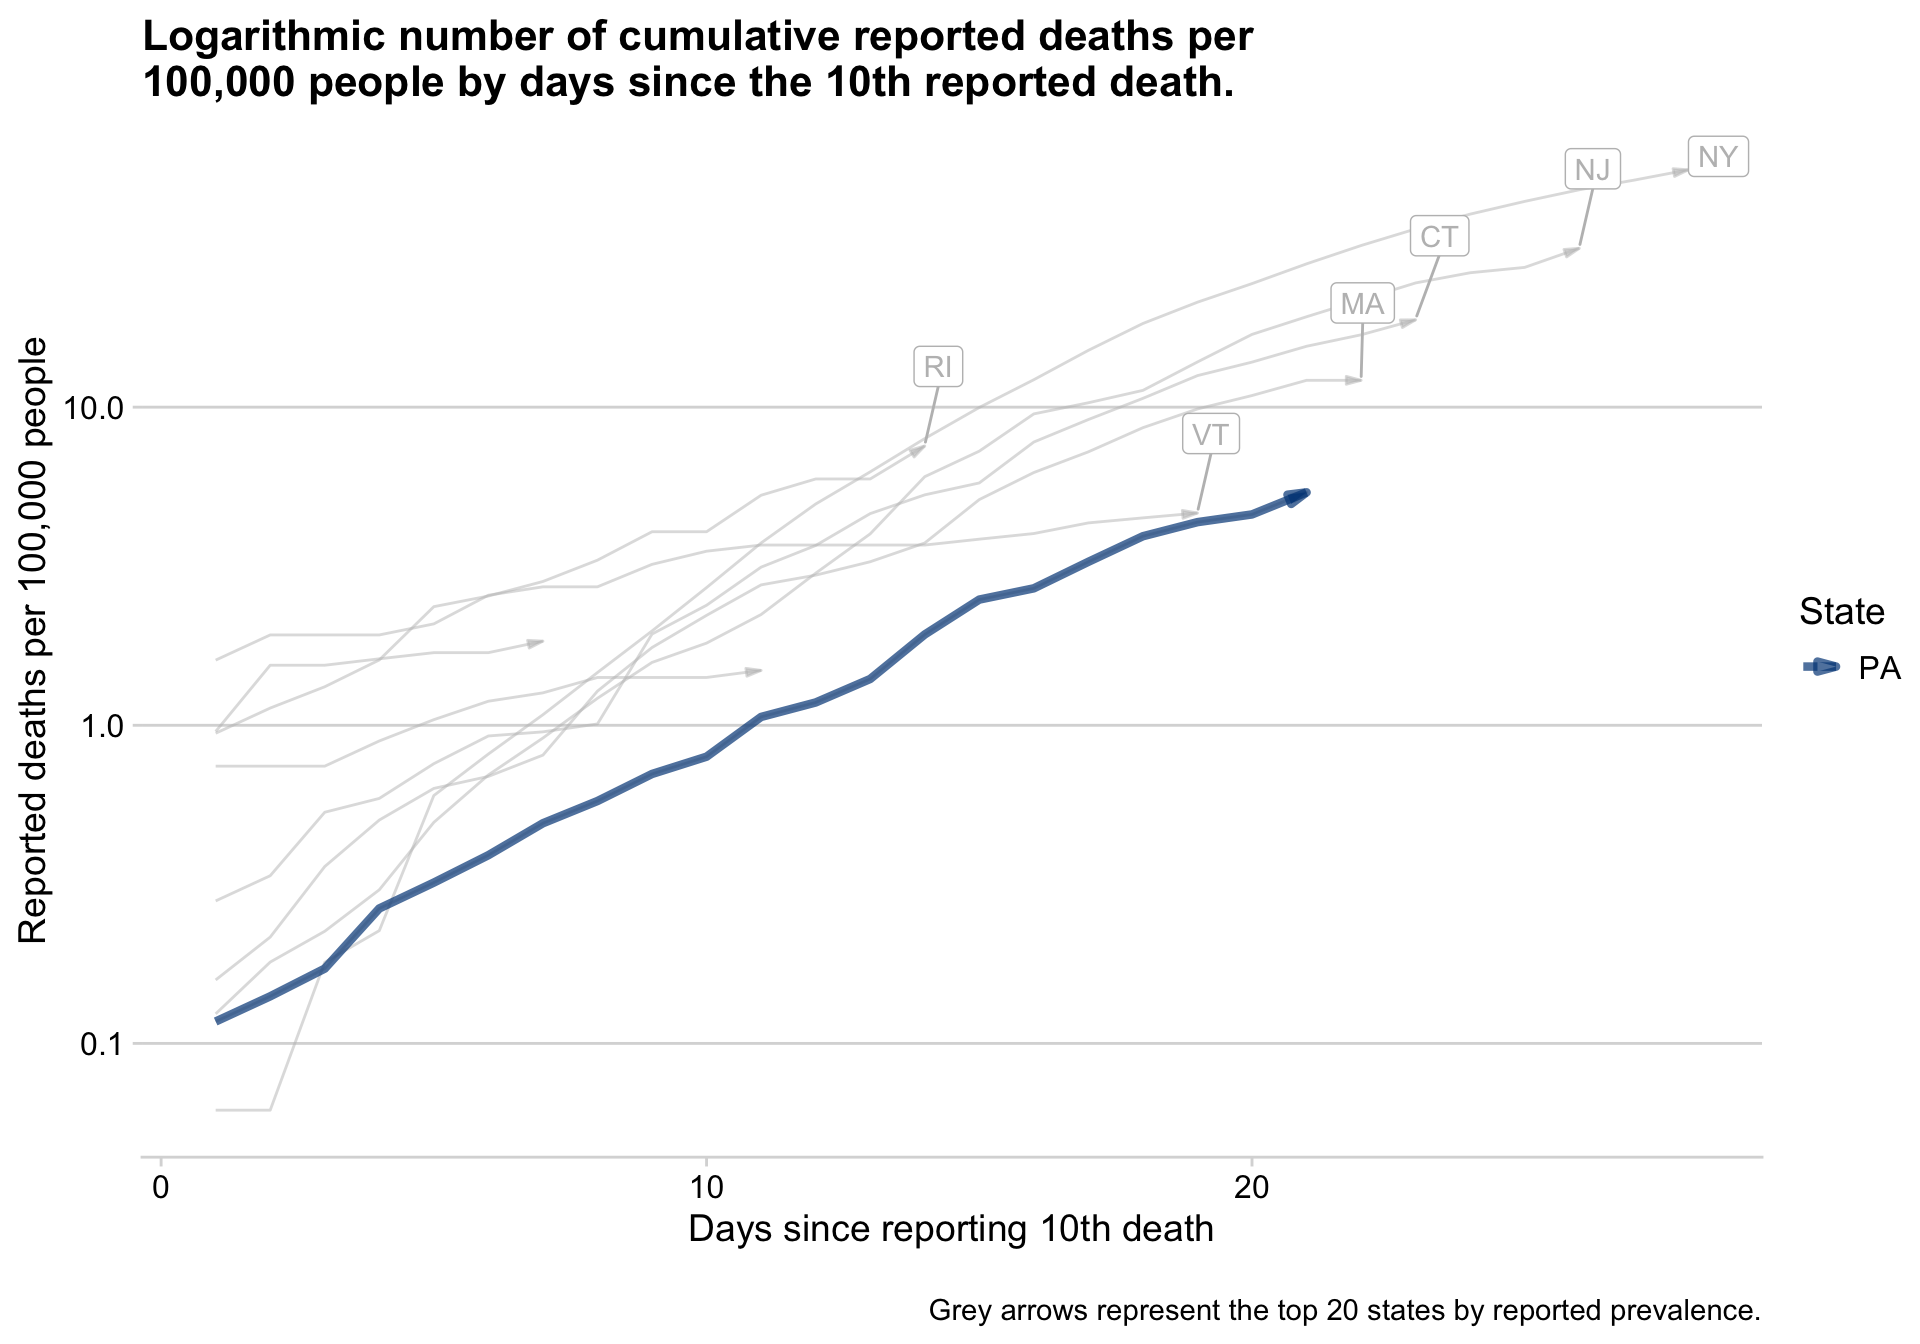 Logarithmic number of cumulative reported deaths per
100,000 people by days since the 10th reported death.
Reported deaths per 100,000 people
10.0
1.0
0.1
NY
NJ
CT
MA
RI
VT
State
PA
0 10 20
Days since reporting 10th death
Grey arrows represent the top 20 states by reported prevalence.